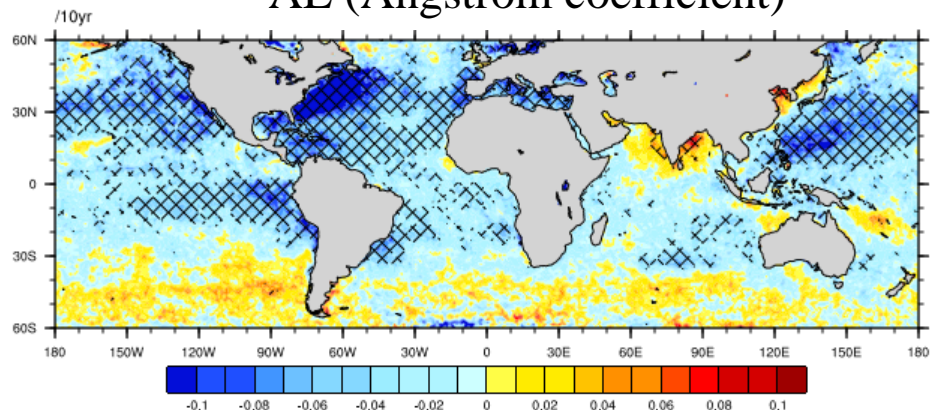 AE (Angstrom coefficient)
/10yr
60N
30N
0
30S
60S
180 150W 120W 90W 60W 30W 0 30E 60E 90E 120E 150E 180
-0.1 -0.08 -0.06 -0.04 -0.02 0 0.02 0.04 0.06 0.08 0.1